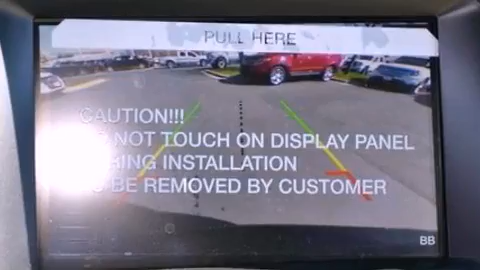 PULL HERE
CAUTION!!!
NOT TOUCH ON DISPLAY PANEL
INSTALLATION
BE REMOVED BY CUSTOMER
BB